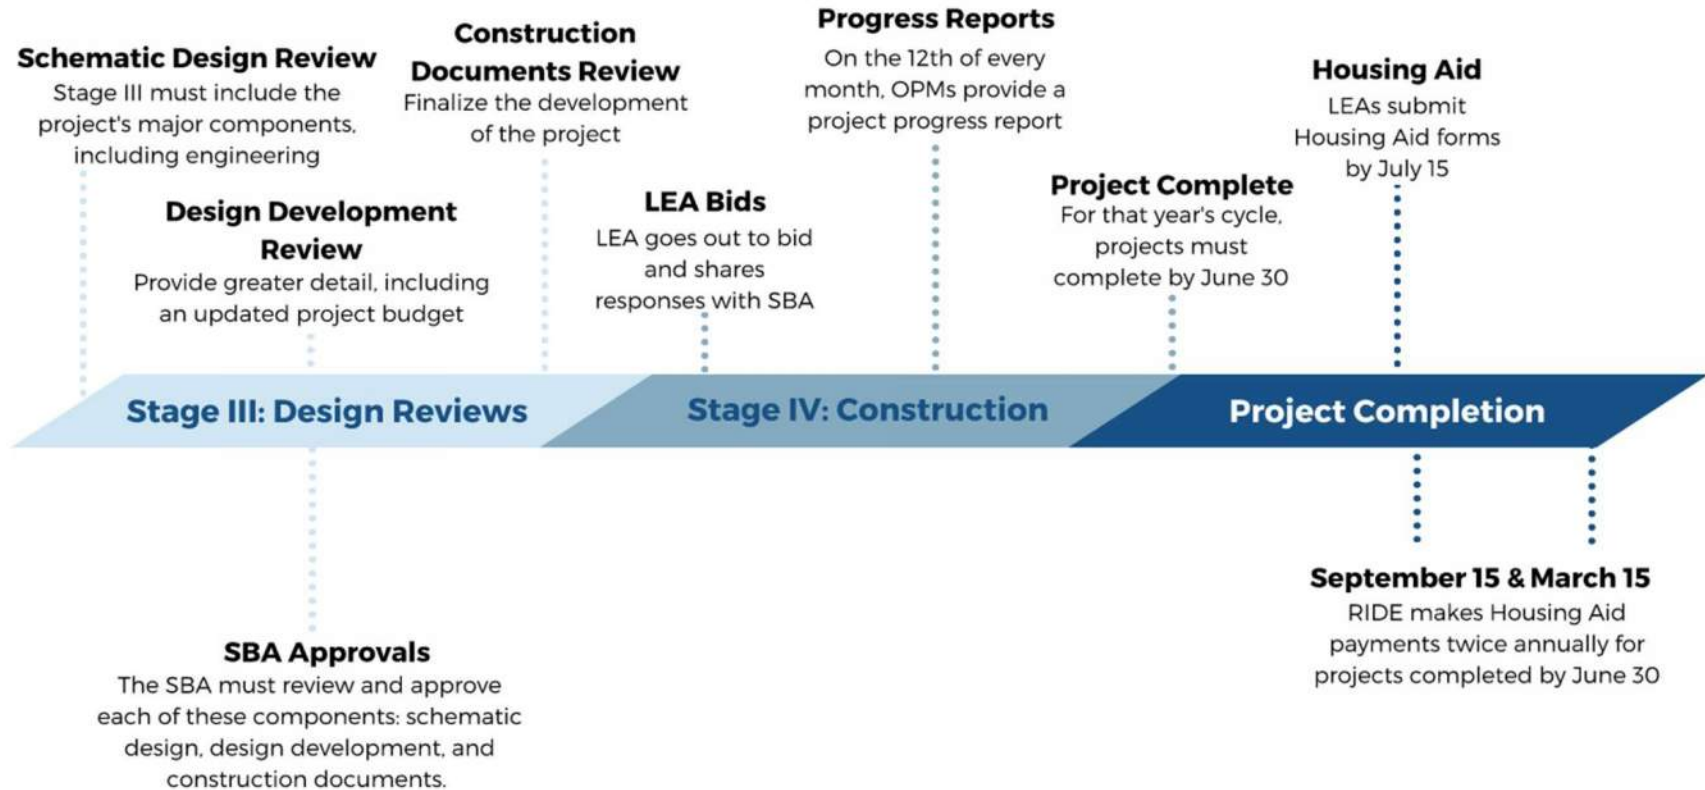 Schematic Design Review
Stage III must include the
project's major components,
including engineering
Design Development
Review
Provide greater detail, including
an updated project budget
Construction
Documents Review
Finalize the development
of the project
LEA Bids
LEA goes out to bid
and shares
responses with SBA
Progress Reports
On the 12th of every
month, OPMs provide a
project progress report
Project Complete
For that year's cycle,
projects must
complete by June 30
Housing Aid
LEAs submit
Housing Aid forms
by July 15
Stage III: Design Reviews
Stage IV: Construction
Project Completion
SBA Approvals
The SBA must review and approve
each of these components: schematic
design, design development, and
construction documents.
September 15 & March 15
RIDE makes Housing Aid
payments twice annually for
projects completed by June 30